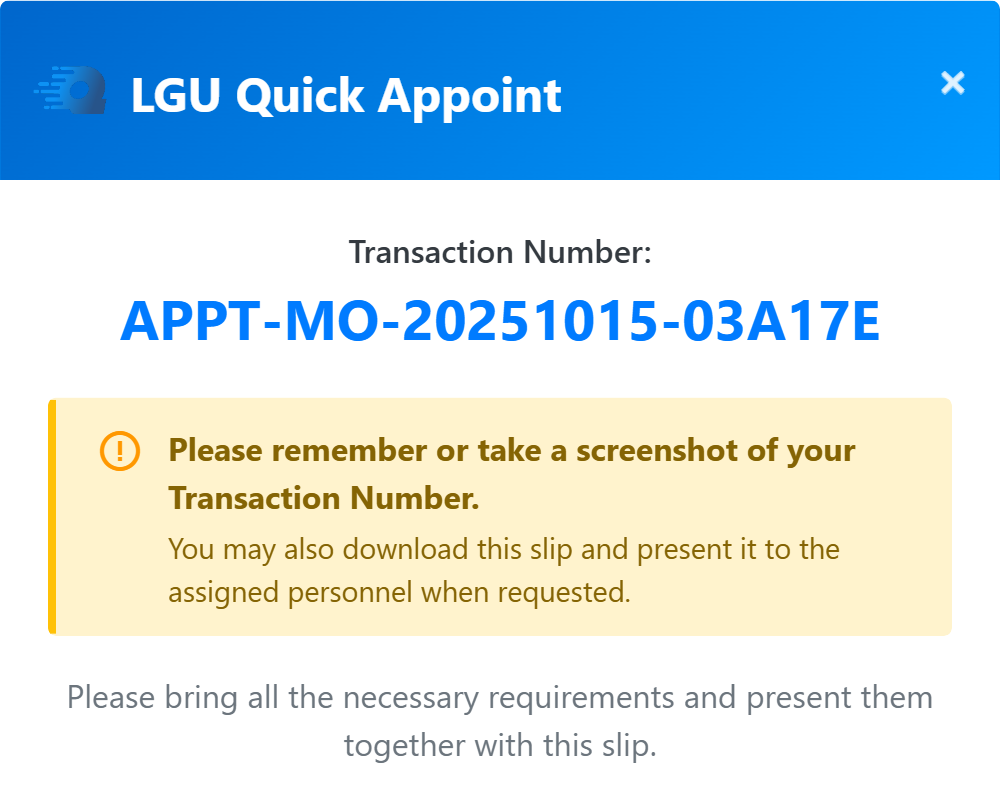 LGU Quick Appoint
×
Transaction Number:
APPT-MO-20251015-03A17E
Please remember or take a screenshot of your
Transaction Number.
You may also download this slip and present it to the
assigned personnel when requested.
Please bring all the necessary requirements and present them
together with this slip.